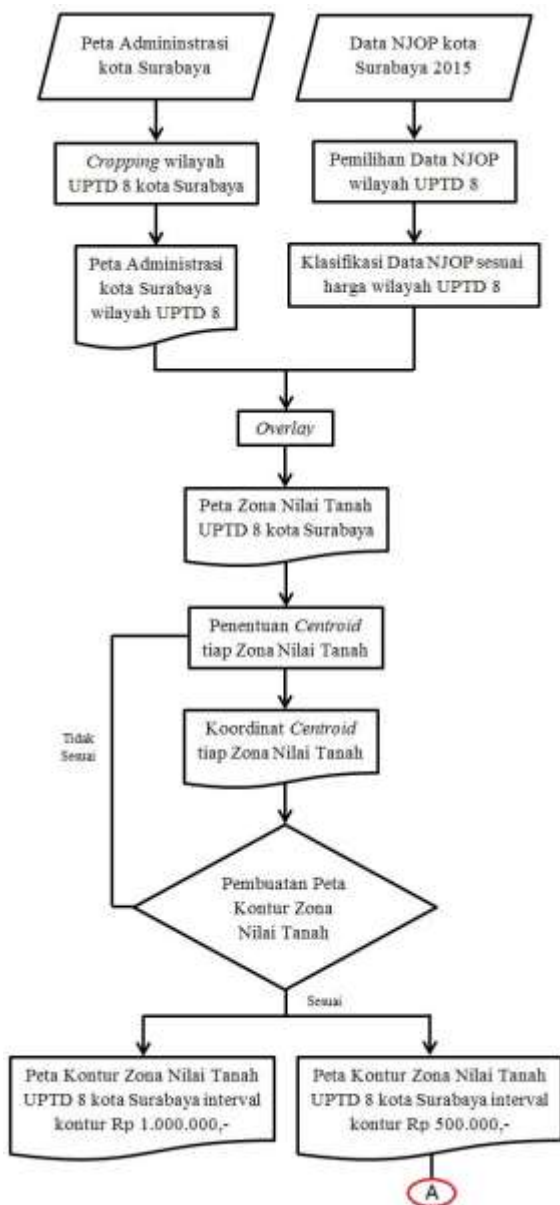 Peta Admininstrasi
kota Surabaya
Data NJOP kota
Surabaya 2015
Cropping wilayah
UPTD 8 kota Surabaya
Pemilihan Data NJOP
wilayah UPTD 8
Peta Administrasi
kota Surabaya
wilayah UPTD 8
Klasifikasi Data NJOP sesuai
harga wilayah UPTD 8
Overlay
Peta Zona Nilai Tanah
UPTD 8 kota Surabaya
Penentuan Centroid
tiap Zona Nilai Tanah
Koordinat Centroid
tiap Zona Nilai Tanah
Tidak
Sesuai
Pembuatan Peta
Kontur Zona
Nilai Tanah
Sesuai
Peta Kontur Zona Nilai Tanah
UPTD 8 kota Surabaya interval
kontur Rp 1.000.000,-
Peta Kontur Zona Nilai Tanah
UPTD 8 kota Surabaya interval
kontur Rp 500.000,-
A